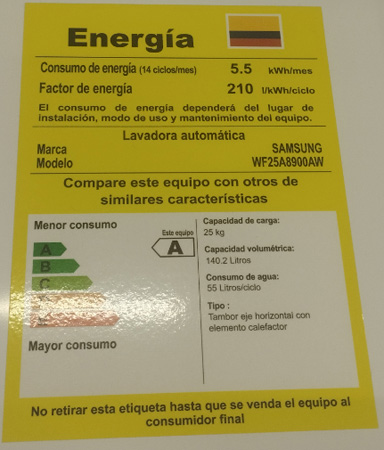 Energía
Consumo de energía (14 ciclos/mes) 5.5 kWh/mes
Factor de energía 210 l/kWh/ciclo
El consumo de energía dependerá del lugar de
instalación, modo de uso y mantenimiento del equipo.
Lavadora automática
Marca SAMSUNG
Modelo WF25A8900AW
Compare este equipo con otros de
similares características
Menor consumo
Este equipo
A
A
B
C
Mayor consumo
Capacidad de carga:
25 kg
Capacidad volumétrica:
140.2 Litros
Consumo de agua:
55 Litros/ciclo
Tipo :
Tambor eje horizontal con
elemento calefactor
No retirar esta etiqueta hasta que se venda el equipo al
consumidor final